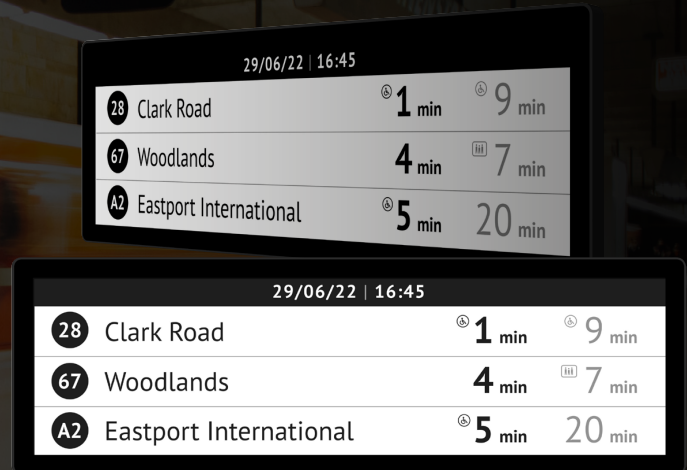 29/06/22 | 16:45
28 Clark Road 1 min 9 min
67 Woodlands 4 min 7 min
A2 Eastport International 5 min 20 min
29/06/22 | 16:45
28 Clark Road 1 min 9 min
67 Woodlands 4 min 7 min
A2 Eastport International 5 min 20 min